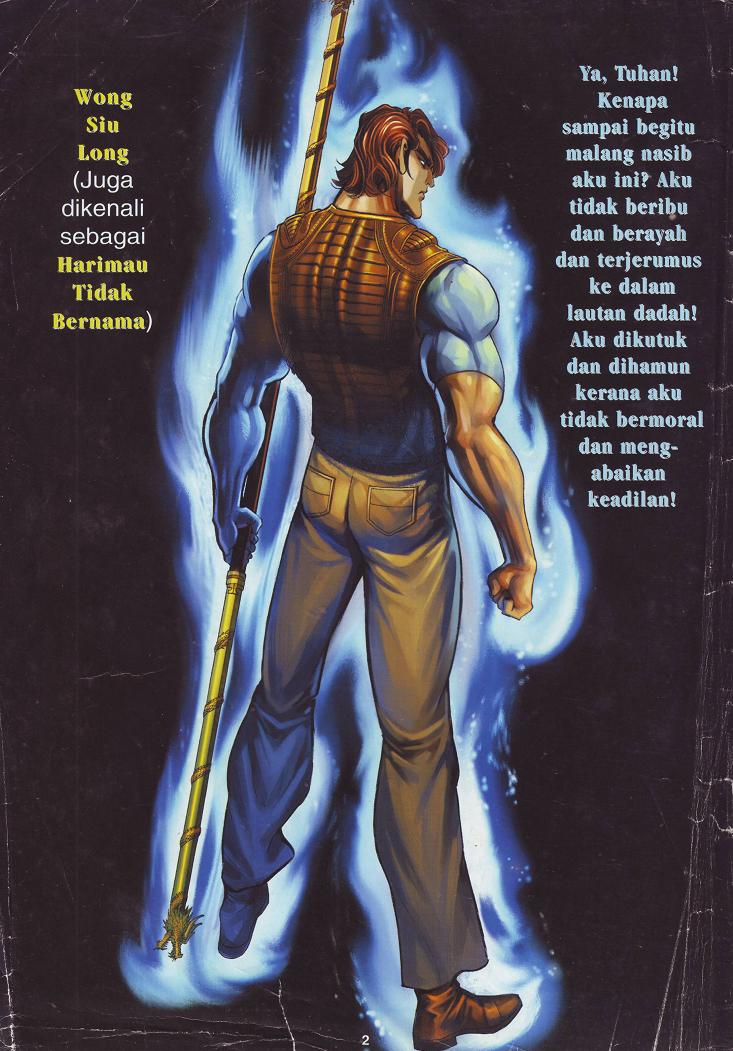 Wong
Siu
Long
(Juga
dikenali
sebagai
Harimau
Tidak
Bernama)
Ya, Tuhan!
Kenapa
sampai begitu
malang nasib
aku ini? Aku
tidak beribu
dan berayah
dan terjerumus
ke dalam
lautan dadah!
Aku dikutuk
dan dihamun
kerana aku
tidak bermoral
dan meng-
abaikan
keadilan!
2